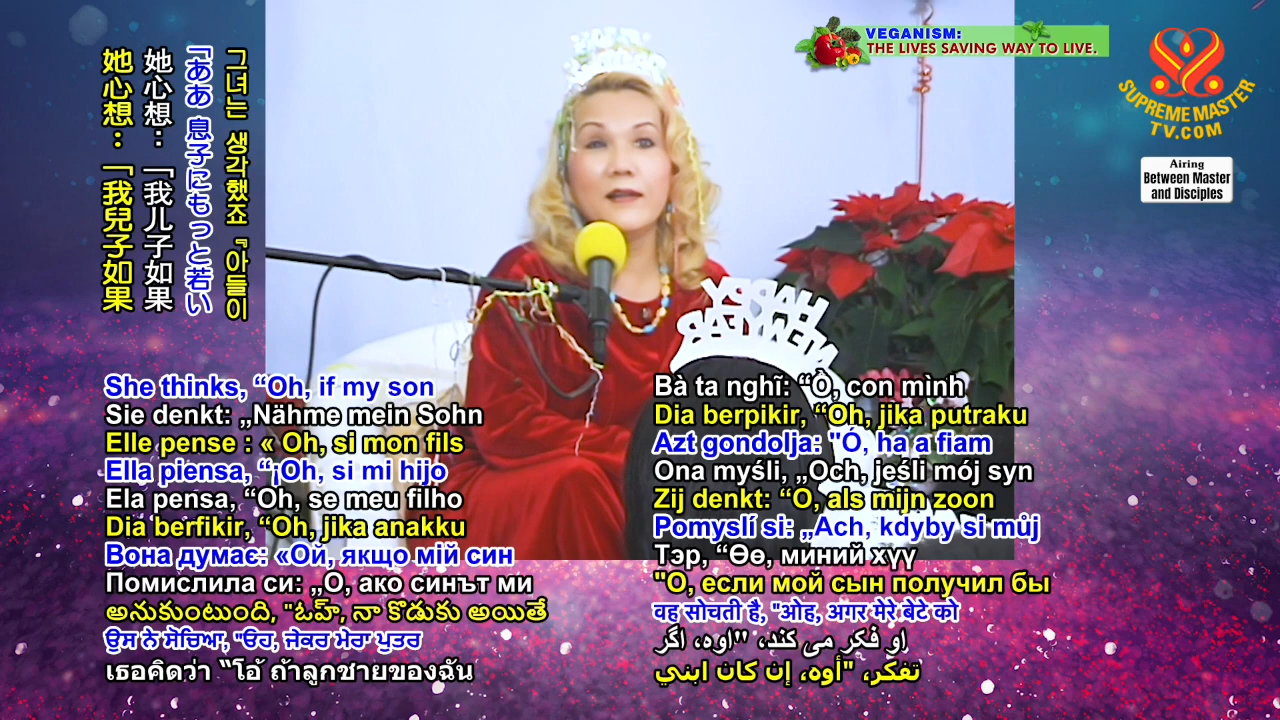 VEGANISM:
THE LIVES SAVING WAY TO LIVE.
SUPREME MASTER
TV.COM
Airing
Between Master
and Disciples
HAPPY
NEW YEAR
그녀는 생각했죠 『아들이
「ああ 息子にもっと若い
她心想：「我儿子如果
她心想：「我兒子如果
She thinks, “Oh, if my son
Sie denkt: „Nähme mein Sohn
Elle pense : « Oh, si mon fils
Ella piensa, “¡Oh, si mi hijo
Ela pensa, “Oh, se meu filho
Dia berfikir, “Oh, jika anakku
Вона думає: «Ой, якщо мій син
Помислила си: „О, ако синът ми
అనుకుంటుంది, "ఓహ్, నా కొడుకు అయితే
ਉਸ ਨੇ ਸੋਚਿਆ, "ਓਹ, ਜੇਕਰ ਮੇਰਾ ਪੁਤਰ
เธอคิดว่า “โอ้ ถ้าลูกชายของฉัน
Bà ta nghĩ: “Ồ, con mình
Dia berpikir, “Oh, jika putraku
Azt gondolja: "Ó, ha a fiam
Ona myśli, „Och, jeśli mój syn
Zij denkt: “O, als mijn zoon
Pomyslí si: „Ach, kdyby si můj
Тэр, “Өө, миний хүү
"О, если мой сын получил бы
वह सोचती है, "ओह, अगर मेरे बेटे को
او فکر می کند، "اوه، اگر
تفكر، "أوه، إن كان ابني